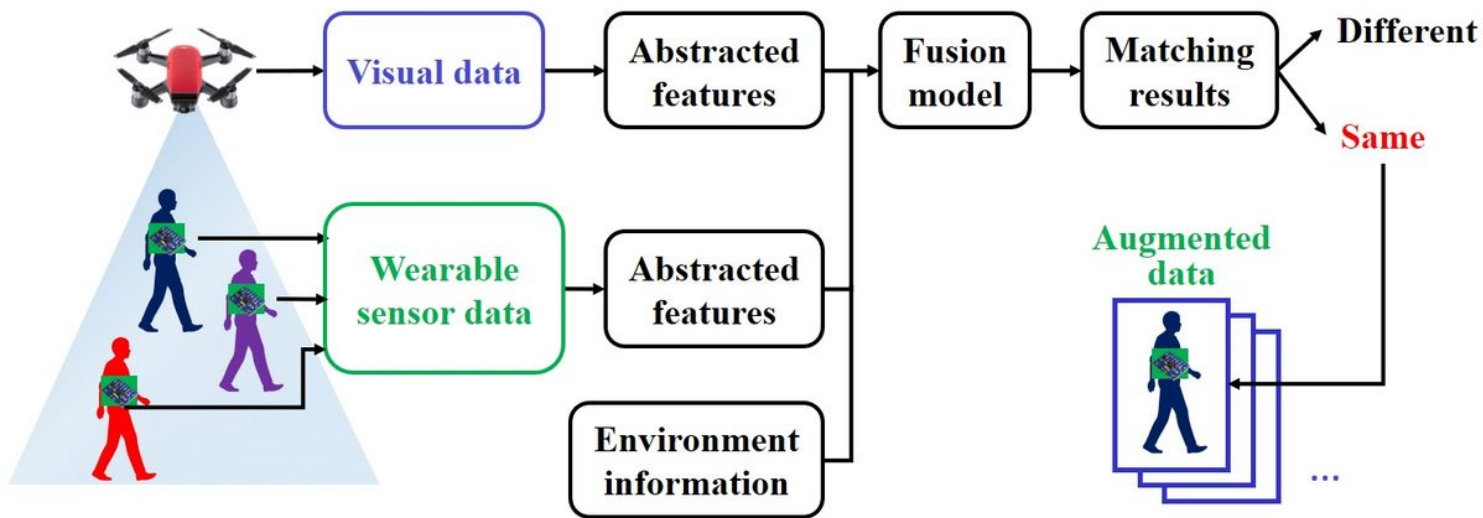 Visual data
Abstracted
features
Fusion
model
Matching
results
Different
Same
Wearable
sensor data
Abstracted
features
Environment
information
Augmented
data
...